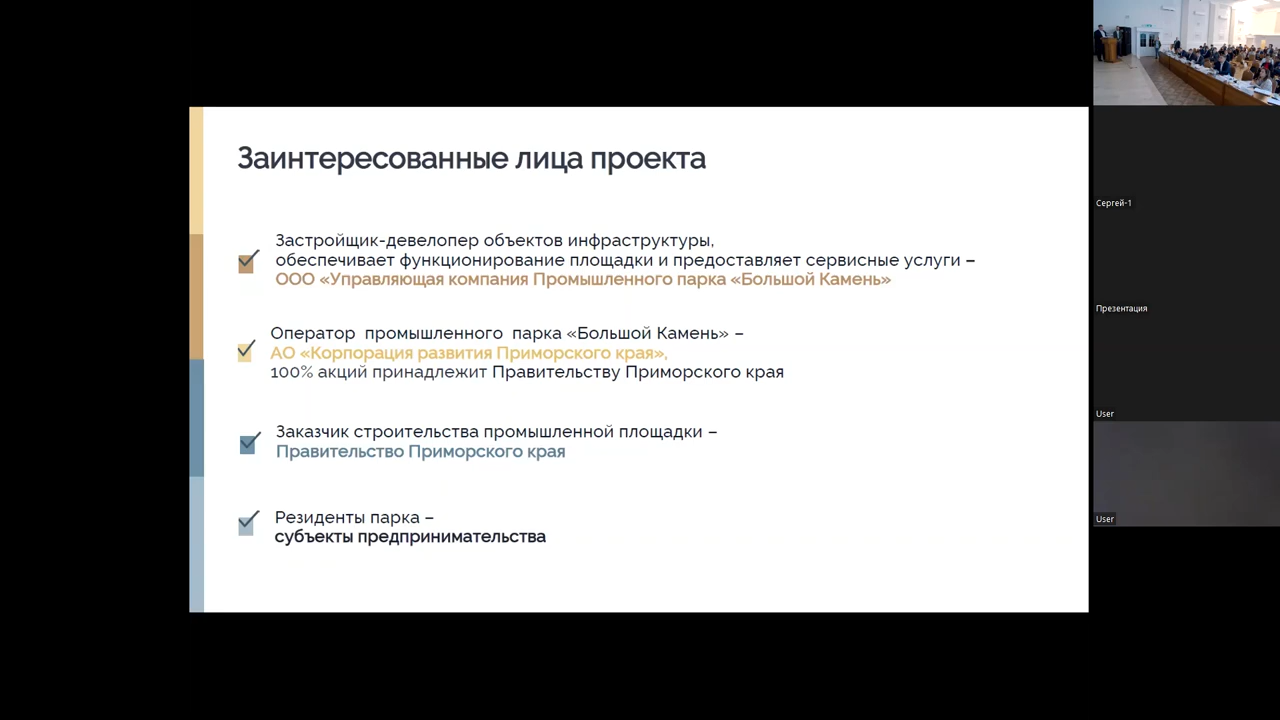 Заинтересованные лица проекта
Застройщик-девелопер объектов инфраструктуры,
обеспечивает функционирование площадки и предоставляет сервисные услуги –
ООО «Управляющая компания Промышленного парка «Большой Камень»
Оператор промышленного парка «Большой Камень» –
АО «Корпорация развития Приморского края»,
100% акций принадлежит Правительству Приморского края
Заказчик строительства промышленной площадки –
Правительство Приморского края
Резиденты парка –
субъекты предпринимательства
Сергей-1
Презентация
User
User